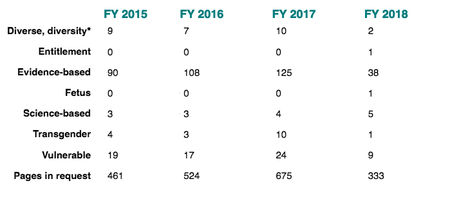 FY 2015 FY 2016 FY 2017 FY 2018
Diverse, diversity* 9 7 10 2
Entitlement 0 0 0 1
Evidence-based 90 108 125 38
Fetus 0 0 0 1
Science-based 3 3 4 5
Transgender 4 3 10 1
Vulnerable 19 17 24 9
Pages in request 461 524 675 333